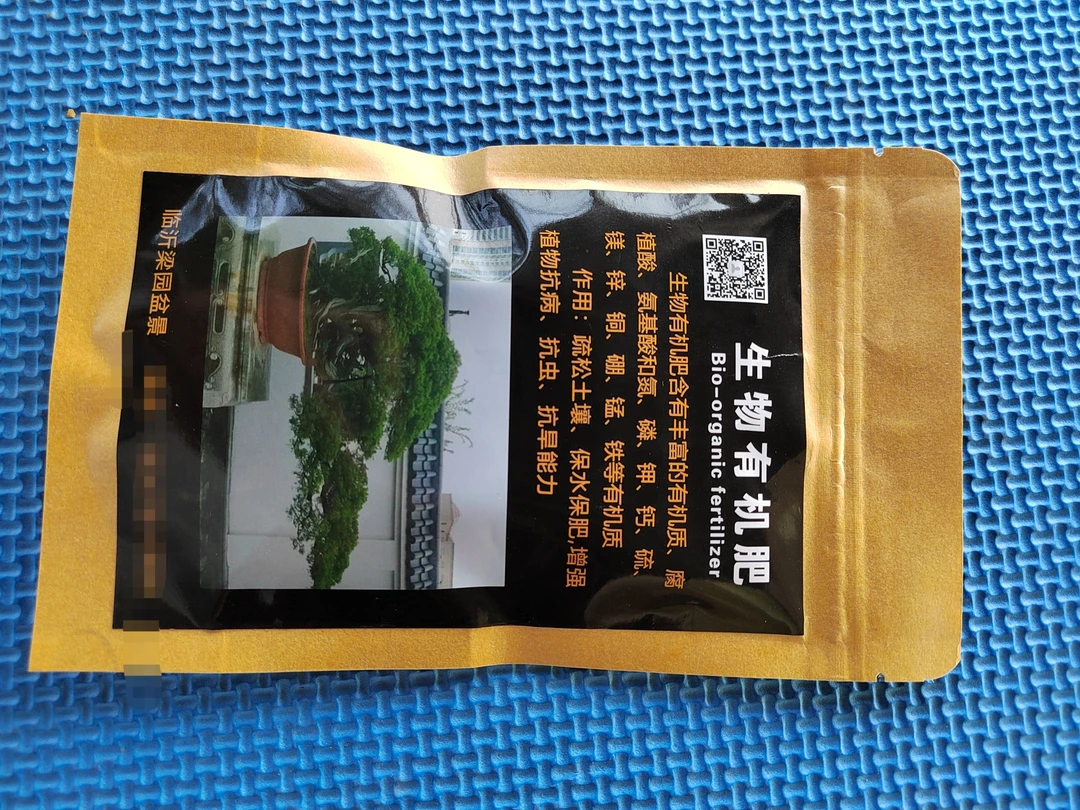 生物有机肥
Bio-organic fertilizer
生物有机肥含有丰富的有机质、腐
植酸、氨基酸和氮、磷、钾、钙、硫、
镁、锌、铜、硼、锰、铁等有机质
作用：疏松土壤、保水保肥,增强
植物抗病、抗虫、抗旱能力
临沂梁园盆景